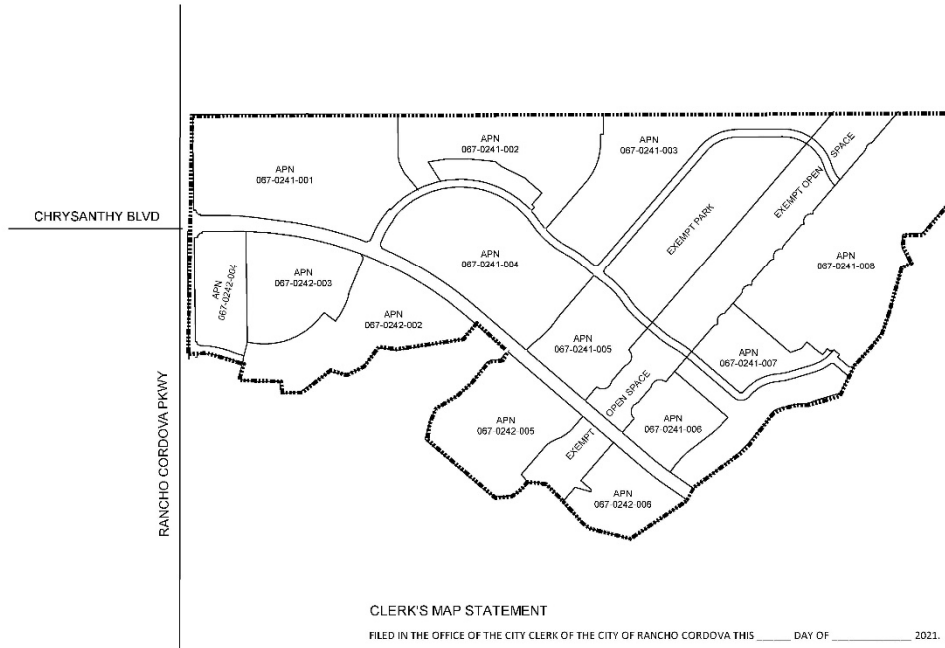 APN
067-0241-001
APN
067-0241-002
APN
067-0241-003
EXEMPT OPEN SPACE
EXEMPT PARK
CHRYSANTHY BLVD
APN
067-0241-004
APN
067-0241-008
APN
067-0242-004
APN
067-0242-003
APN
067-0242-002
APN
067-0241-005
APN
067-0241-007
EXEMPT OPEN SPACE
APN
067-0241-006
APN
067-0242-005
APN
067-0242-006
RANCHO CORDOVA PKWY
CLERK'S MAP STATEMENT
FILED IN THE OFFICE OF THE CITY CLERK OF THE CITY OF RANCHO CORDOVA THIS ______ DAY OF ______________ 2021.